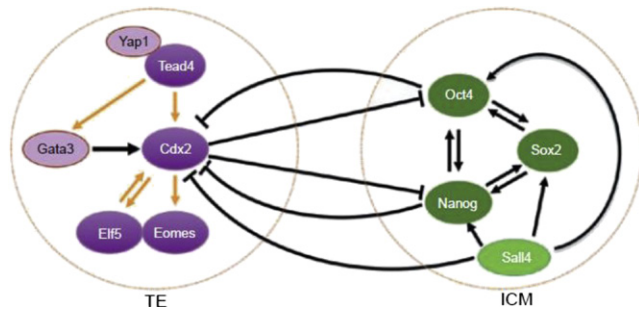 Yap1
Tead4
Oct4
Gata3
Cdx2
Sox2
Nanog
Elf5
Eomes
Sall4
TE
ICM